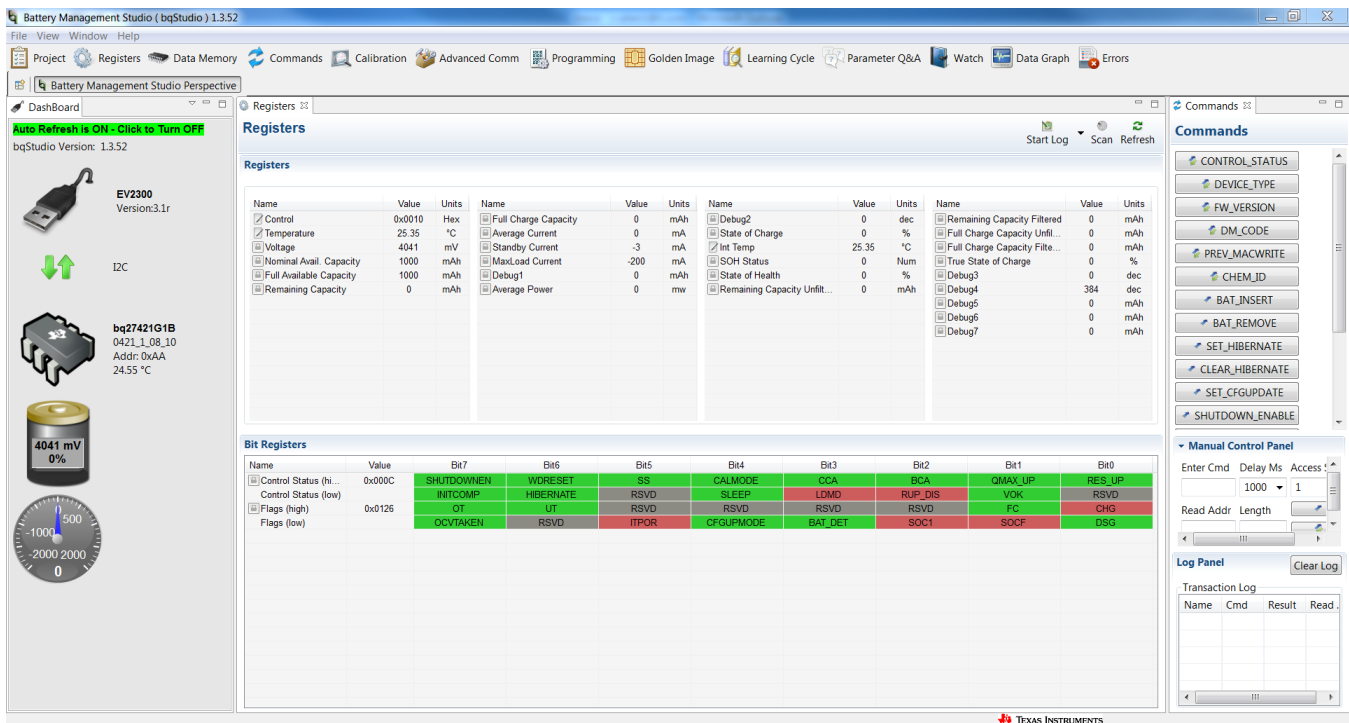 Battery Management Studio ( bqStudio ) 1.3.52
File View Window Help
Project Registers Data Memory Commands Calibration Advanced Comm Programming Golden Image Learning Cycle Parameter Q&A Watch Data Graph Errors
Battery Management Studio Perspective
DashBoard
Auto Refresh is ON - Click to Turn OFF
bqStudio Version: 1.3.52
EV2300
Version:3.1r
I2C
bq27421G1B
0421_1_08_10
Addr: 0xAA
24.55 °C
4041 mV
0%
0
500
-1000
-2000 2000
0
Registers
Registers
Start Log Scan Refresh
Registers
Name Value Units Name Value Units Name Value Units Name Value Units
Control 0x0010 Hex Full Charge Capacity 0 mAh Debug2 0 dec Remaining Capacity Filtered 0 mAh
Temperature 25.35 °C Average Current 0 mA State of Charge 0 % Full Charge Capacity Unfil... 0 mAh
Voltage 4041 mV Standby Current -3 mA Int Temp 25.35 °C Full Charge Capacity Filte... 0 mAh
Nominal Avail. Capacity 1000 mAh MaxLoad Current -200 mA SOH Status 0 Num True State of Charge 0 %
Full Available Capacity 1000 mAh Debug1 0 mAh State of Health 0 % Debug3 0 dec
Remaining Capacity 0 mAh Average Power 0 mw Remaining Capacity Unfilt... 0 mAh Debug4 384 dec
Debug5 0 mAh
Debug6 0 mAh
Debug7 0 mAh
Bit Registers
Name Value Bit7 Bit6 Bit5 Bit4 Bit3 Bit2 Bit1 Bit0
Control Status (hi... 0x000C SHUTDOWNEN WDRESET SS CALMODE CCA BCA QMAX_UP RES_UP
Control Status (low) INITCOMP HIBERNATE RSVD SLEEP LDMD RUP_DIS VOK RSVD
Flags (high) 0x0126 OT UT RSVD RSVD RSVD RSVD FC CHG
Flags (low) OCVTAKEN RSVD ITPOR CFGUPMODE BAT_DET SOC1 SOCF DSG
Commands
Commands
CONTROL_STATUS
DEVICE_TYPE
FW_VERSION
DM_CODE
PREV_MACWRITE
CHEM_ID
BAT_INSERT
BAT_REMOVE
SET_HIBERNATE
CLEAR_HIBERNATE
SET_CFGUPDATE
SHUTDOWN_ENABLE
Manual Control Panel
Enter Cmd Delay Ms Access
1000 1
Read Addr Length
Log Panel Clear Log
Transaction Log
Name Cmd Result Read
TEXAS INSTRUMENTS